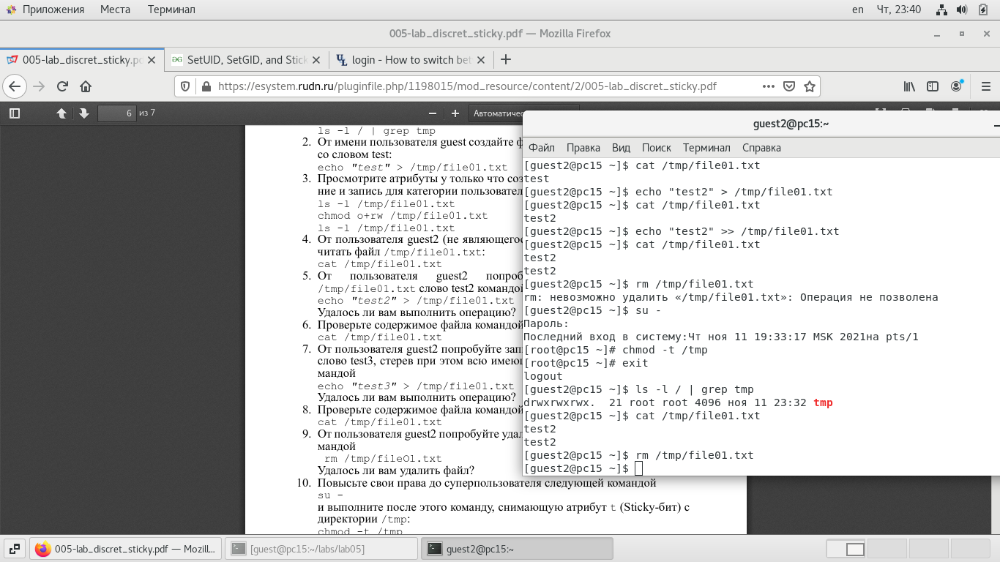 Приложения Места Терминал en Чт, 23:40
005-lab_discret_sticky.pdf — Mozilla Firefox
005-lab_discret_sticky.pd SetUID, SetGID, and Stick login - How to switch bet
https://esystem.rudn.ru/pluginfile.php/1198015/mod_resource/content/2/005-lab_discret_sticky.pdf
6 из 7 Автоматическ
ls -l / | grep tmp
2. От имени пользователя guest создайте ф
со словом test:
echo "test" > /tmp/file01.txt
3. Просмотрите атрибуты у только что соз
ние и запись для категории пользовател
ls -l /tmp/file01.txt
chmod o+rw /tmp/file01.txt
ls -l /tmp/file01.txt
4. От пользователя guest2 (не являющегос
читать файл /tmp/file01.txt:
cat /tmp/file01.txt
5. От пользователя guest2 попроб
/tmp/file01.txt слово test2 командой
echo "test2" > /tmp/file01.txt
Удалось ли вам выполнить операцию?
6. Проверьте содержимое файла командой
cat /tmp/file01.txt
7. От пользователя guest2 попробуйте запи
слово test3, стерев при этом всю имеющ
мандой
echo "test3" > /tmp/file01.txt
Удалось ли вам выполнить операцию?
8. Проверьте содержимое файла командой
cat /tmp/file01.txt
9. От пользователя guest2 попробуйте удал
мандой
rm /tmp/fileOl.txt
Удалось ли вам удалить файл?
10. Повысьте свои права до суперпользователя следующей командой
su -
и выполните после этого команду, снимающую атрибут t (Sticky-бит) с
директории /tmp:
chmod -t /tmp
guest2@pc15:~
Файл Правка Вид Поиск Терминал Справка
[guest2@pc15 ~]$ cat /tmp/file01.txt
test
[guest2@pc15 ~]$ echo "test2" > /tmp/file01.txt
[guest2@pc15 ~]$ cat /tmp/file01.txt
test2
[guest2@pc15 ~]$ echo "test2" >> /tmp/file01.txt
[guest2@pc15 ~]$ cat /tmp/file01.txt
test2
test2
[guest2@pc15 ~]$ rm /tmp/file01.txt
rm: невозможно удалить «/tmp/file01.txt»: Операция не позволена
[guest2@pc15 ~]$ su -
Пароль:
Последний вход в систему:Чт ноя 11 19:33:17 MSK 2021на pts/1
[root@pc15 ~]# chmod -t /tmp
[root@pc15 ~]# exit
logout
[guest2@pc15 ~]$ ls -l / | grep tmp
drwxrwxrwx. 21 root root 4096 ноя 11 23:32 tmp
[guest2@pc15 ~]$ cat /tmp/file01.txt
test2
test2
[guest2@pc15 ~]$ rm /tmp/file01.txt
[guest2@pc15 ~]$
005-lab_discret_sticky.pdf — Mozill... [guest@pc15:~/labs/lab05] guest2@pc15:~